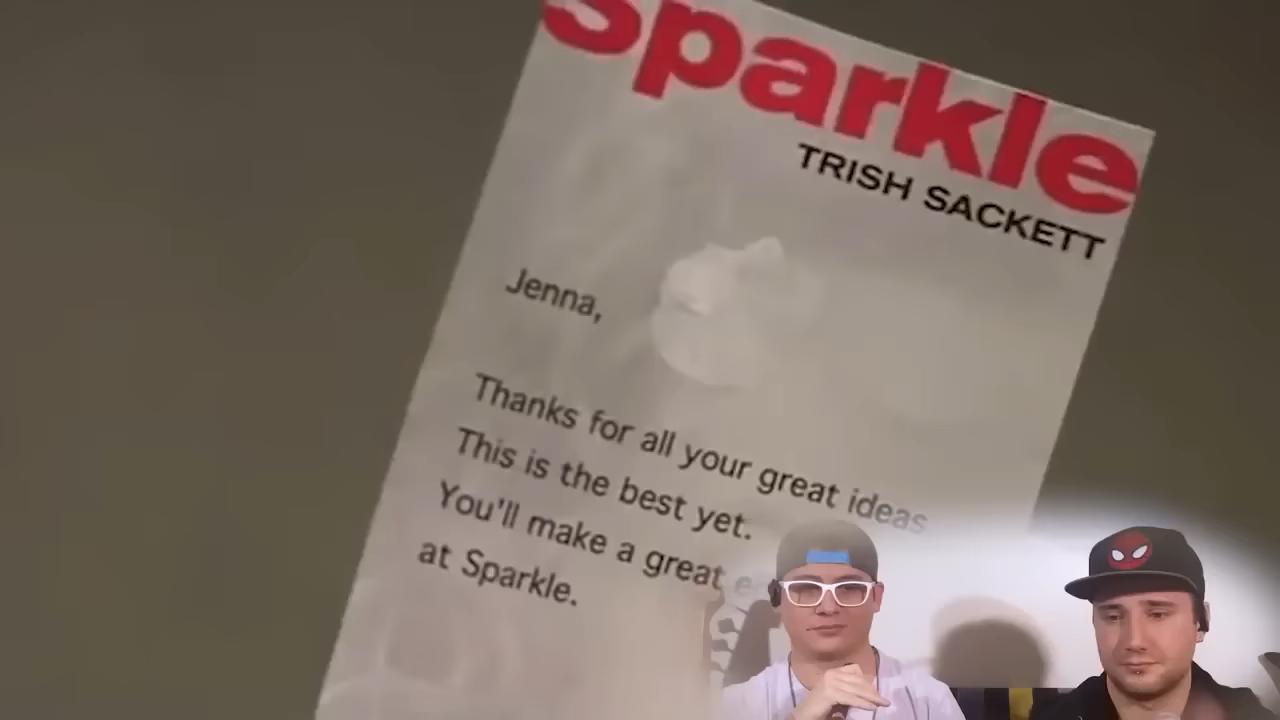 Sparkle
TRISH SACKETT
Jenna,
Thanks for all your great ideas
This is the best yet.
You'll make a great
at Sparkle.